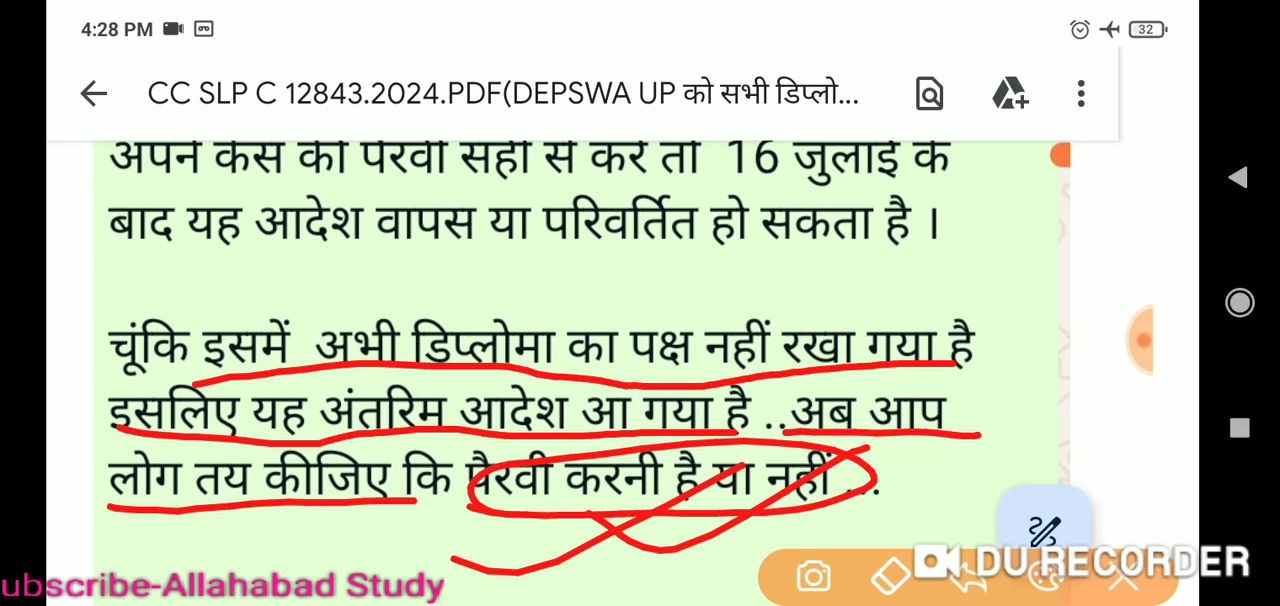 4:28 PM
32
CC SLP C 12843.2024.PDF(DEPSWA UP को सभी डिप्लो...
अपने केस की पैरवी सही से करें तो 16 जुलाई के
बाद यह आदेश वापस या परिवर्तित हो सकता है ।
चूंकि इसमें अभी डिप्लोमा का पक्ष नहीं रखा गया है
इसलिए यह अंतरिम आदेश आ गया है ..अब आप
लोग तय कीजिए कि पैरवी करनी है या नहीं ...
DU RECORDER
ubscribe-Allahabad Study